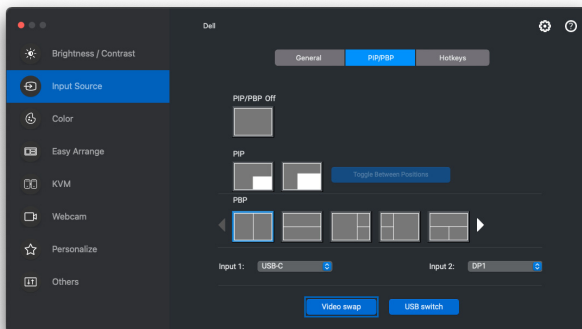 Dell
Brightness / Contrast
Input Source
Color
Easy Arrange
KVM
Webcam
Personalize
Others
General
PIP/PBP
Hotkeys
PIP/PBP Off
PIP
Toggle Between Positions
PBP
Input 1: USB-C
Input 2: DP1
Video swap
USB switch